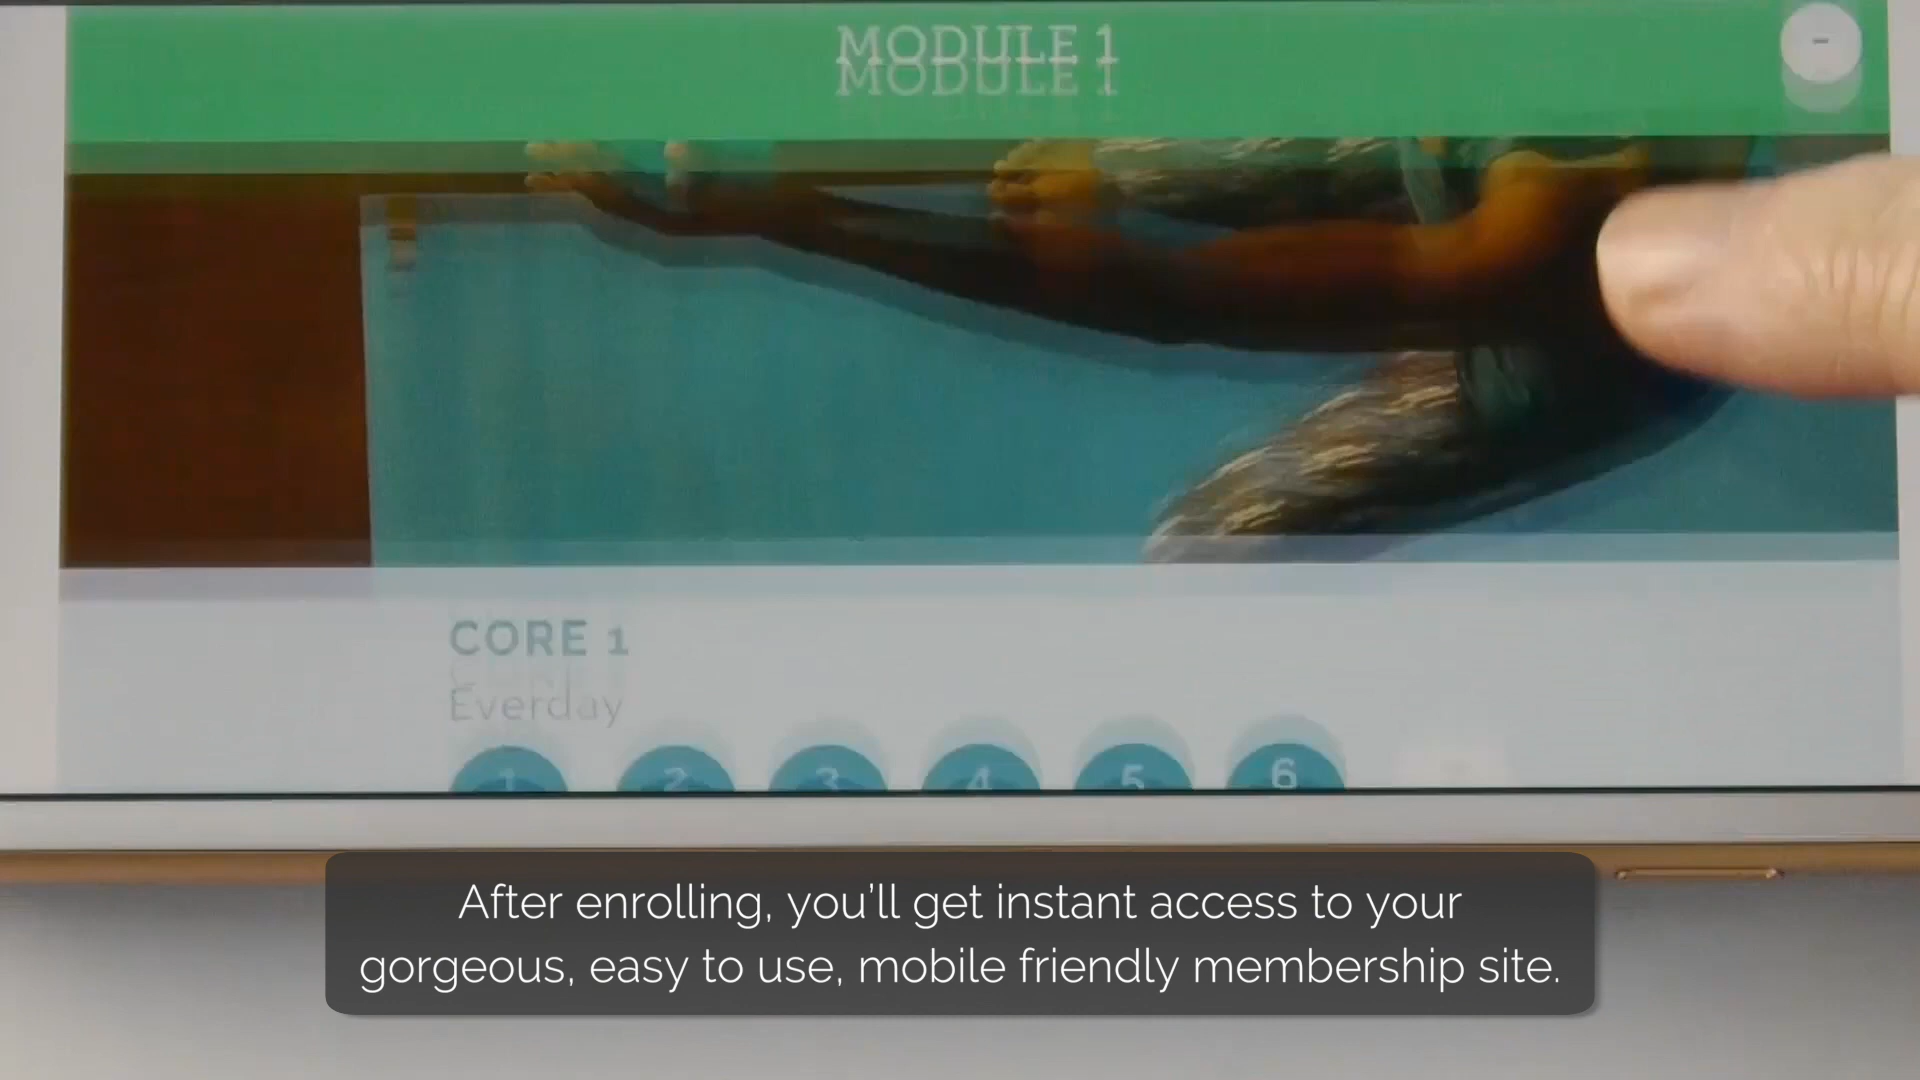 MODULE 1
-
CORE 1
Everday
1 2 3 4 5 6
After enrolling, you'll get instant access to your
gorgeous, easy to use, mobile friendly membership site.